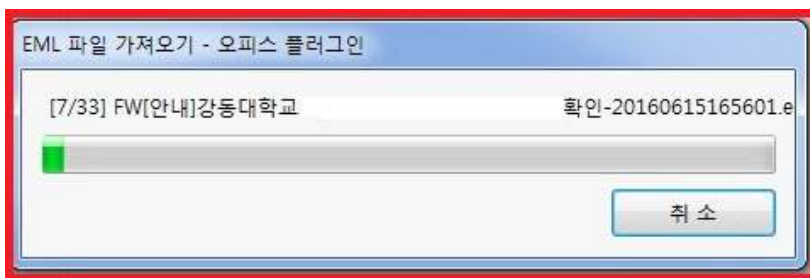 EML 파일 가져오기 - 오피스 플러그인
[7/33] FW[안내]강동대학교 확인-20160615165601.e
취 소